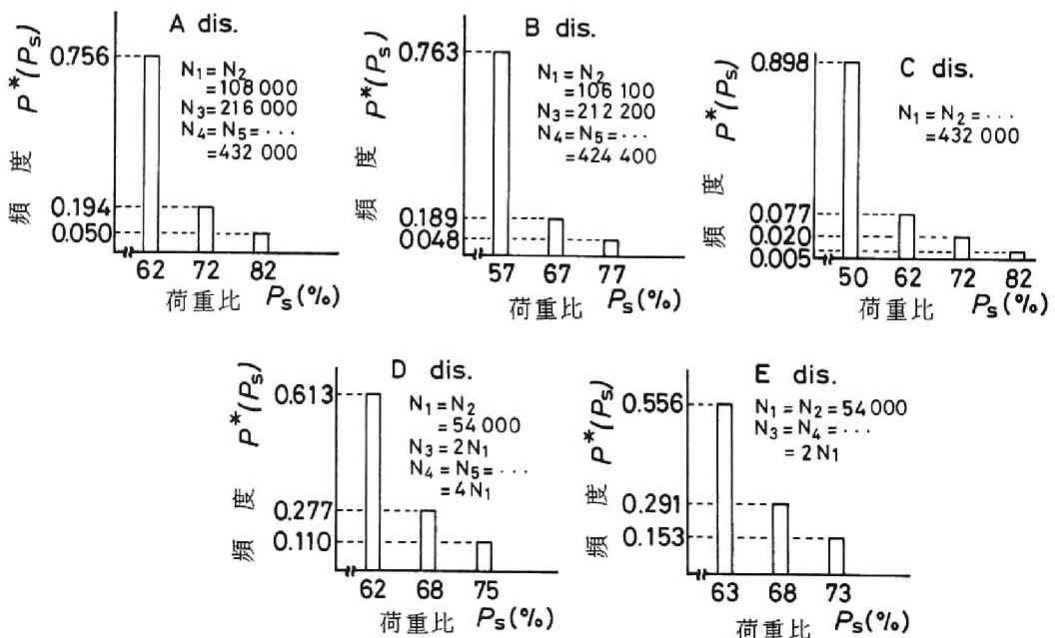 A dis.
頻 度 P*(Ps)
0.756
0.194
0.050
N1 = N2
=108 000
N3=216 000
N4= N5= ···
=432 000
62 72 82
荷重比 Ps(%)
B dis.
頻 度 P*(Ps)
0.763
0.189
0.048
N1 = N2
=106 100
N3=212 200
N4= N5= ···
=424 400
57 67 77
荷重比 Ps(%)
C dis.
頻 度 P*(Ps)
0.898
0.077
0.020
0.005
N1 = N2 = ···
=432 000
50 62 72 82
荷重比 Ps(%)
D dis.
頻 度 P*(Ps)
0.613
0.277
0.110
N1 = N2
=54 000
N3 = 2N1
N4 = N5= ···
=4N1
62 68 75
荷重比 Ps(%)
E dis.
頻 度 P*(Ps)
0.556
0.291
0.153
N1 = N2 = 54 000
N3 = N4 = ···
= 2N1
63 68 73
荷重比 Ps(%)